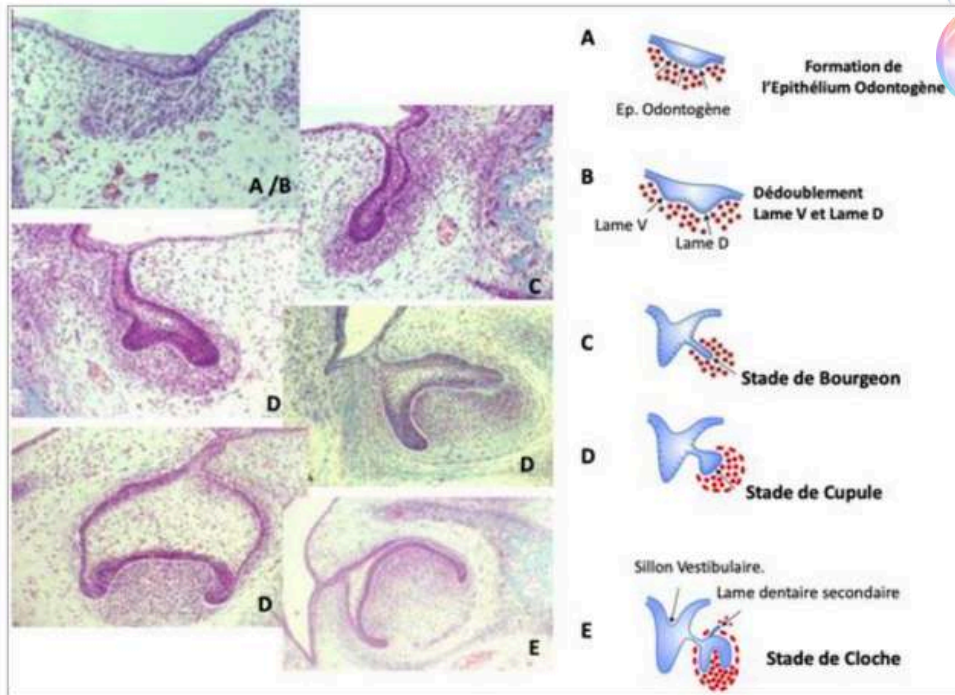 A /B
C
D
D
D
E
A
Formation de
l'Epithélium Odontogène
Ep. Odontogène
B
Dédoublement
Lame V et Lame D
Lame V
Lame D
C
Stade de Bourgeon
D
Stade de Cupule
Sillon Vestibulaire.
Lame dentaire secondaire
E
Stade de Cloche